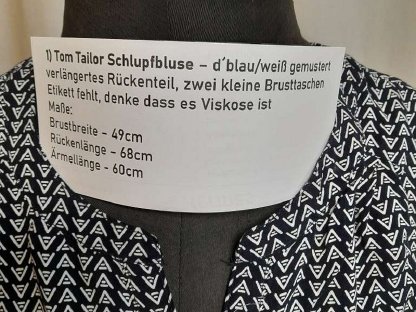 1) Tom Tailor Schlupfbluse – d´blau/weiß gemustert
verlängertes Rückenteil, zwei kleine Brusttaschen
Etikett fehlt, denke dass es Viskose ist
Maße:
Brustbreite – 49cm
Rückenlänge – 68cm
Ärmellänge – 60cm